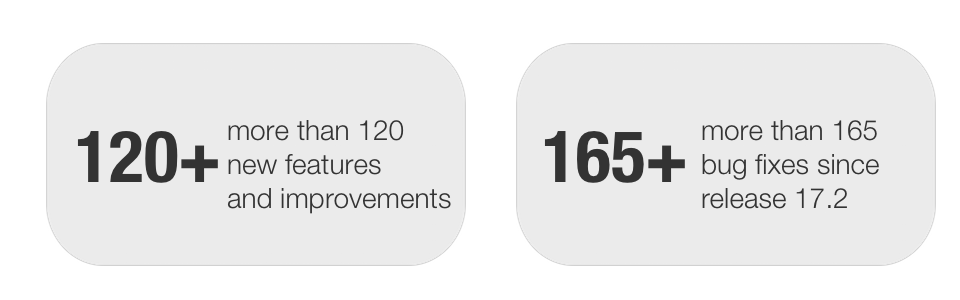 120+
more than 120
new features
and improvements
165+
more than 165
bug fixes since
release 17.2